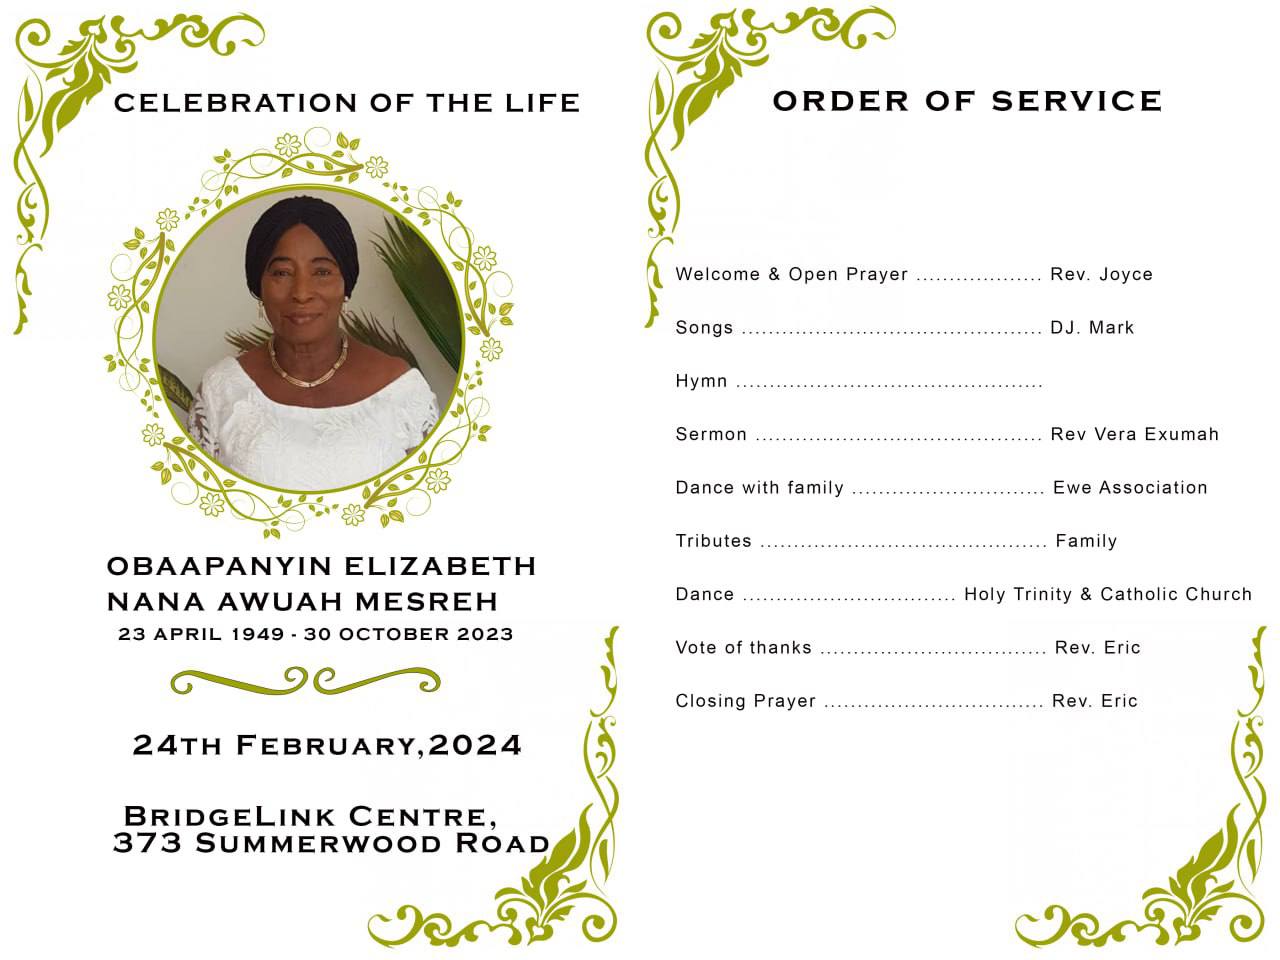 CELEBRATION OF THE LIFE
OBAAPANYIN ELIZABETH
NANA AWUAH MESREH
23 APRIL 1949 - 30 OCTOBER 2023
24TH FEBRUARY,2024
BRIDGELINK CENTRE,
373 SUMMERWOOD ROAD
ORDER OF SERVICE
Welcome & Open Prayer ................... Rev. Joyce
Songs ............................................. DJ. Mark
Hymn ..............................................
Sermon ........................................... Rev Vera Exumah
Dance with family ............................. Ewe Association
Tributes ........................................... Family
Dance ................................ Holy Trinity & Catholic Church
Vote of thanks .................................. Rev. Eric
Closing Prayer ................................. Rev. Eric